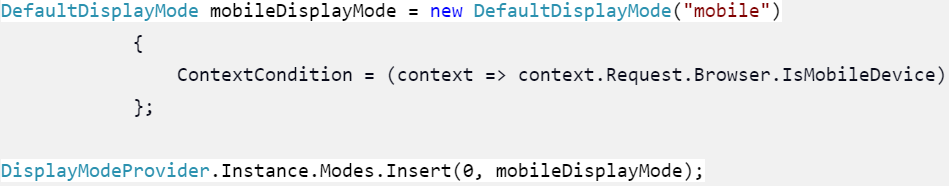 DefaultDisplayMode mobileDisplayMode = new DefaultDisplayMode("mobile")
{
ContextCondition = (context => context.Request.Browser.IsMobileDevice)
};
DisplayModeProvider.Instance.Modes.Insert(0, mobileDisplayMode);